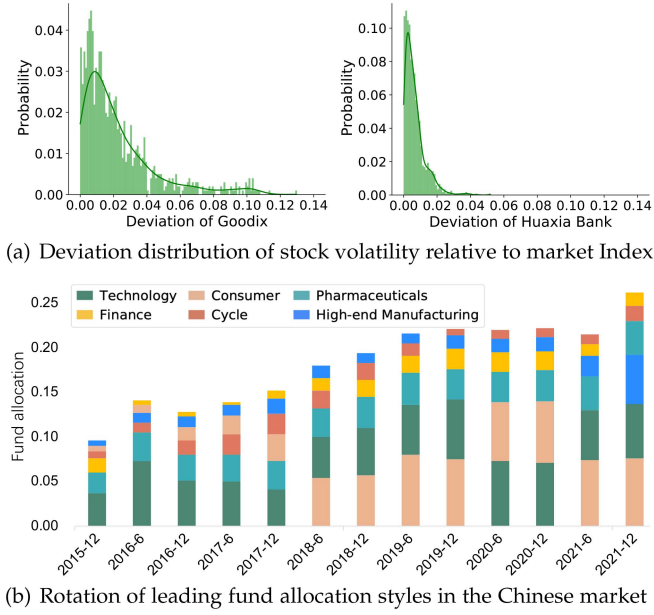 0.04
0.03
0.02
0.01
0.00
Probability
0.00 0.02 0.04 0.06 0.08 0.10 0.12 0.14
Deviation of Goodix
0.10
0.08
0.06
0.04
0.02
0.00
Probability
0.00 0.02 0.04 0.06 0.08 0.10 0.12 0.14
Deviation of Huaxia Bank
(a) Deviation distribution of stock volatility relative to market Index
Technology Consumer Pharmaceuticals
Finance Cycle High-end Manufacturing
0.25
0.20
0.15
0.10
0.05
0.00
Fund allocation
2015-12 2016-6 2016-12 2017-6 2017-12 2018-6 2018-12 2019-6 2019-12 2020-6 2020-12 2021-6 2021-12
(b) Rotation of leading fund allocation styles in the Chinese market